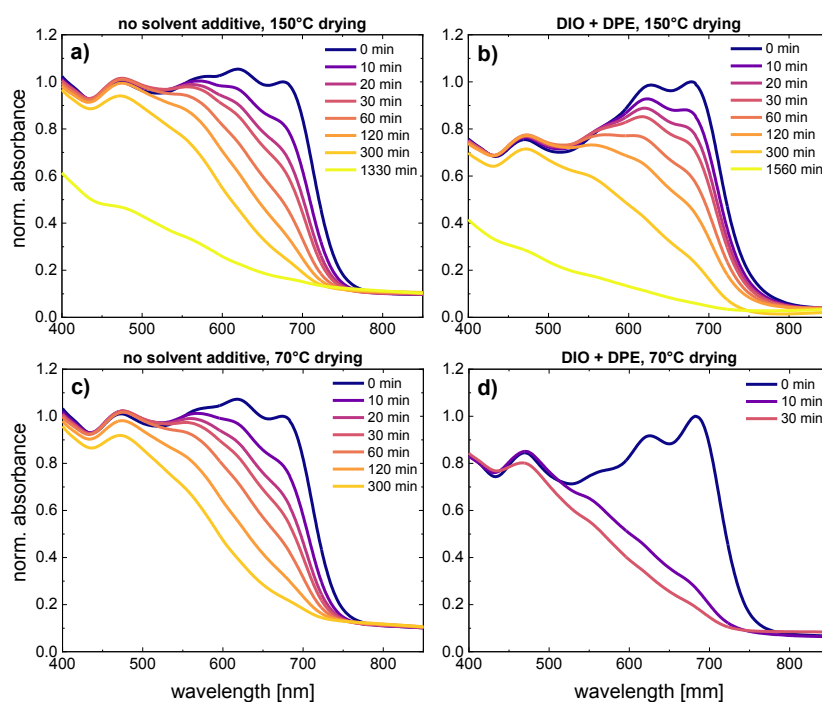 no solvent additive, 150°C drying
a)
0 min
10 min
20 min
30 min
60 min
120 min
300 min
1330 min
norm. absorbance
1.2
1.0
0.8
0.6
0.4
0.2
0.0
400 500 600 700 800
DIO + DPE, 150°C drying
b)
0 min
10 min
20 min
30 min
60 min
120 min
300 min
1560 min
1.2
1.0
0.8
0.6
0.4
0.2
0.0
400 500 600 700 800
no solvent additive, 70°C drying
c)
0 min
10 min
20 min
30 min
60 min
120 min
300 min
norm. absorbance
1.2
1.0
0.8
0.6
0.4
0.2
0.0
400 500 600 700 800
wavelength [nm]
DIO + DPE, 70°C drying
d)
0 min
10 min
30 min
1.2
1.0
0.8
0.6
0.4
0.2
0.0
400 500 600 700 800
wavelength [mm]